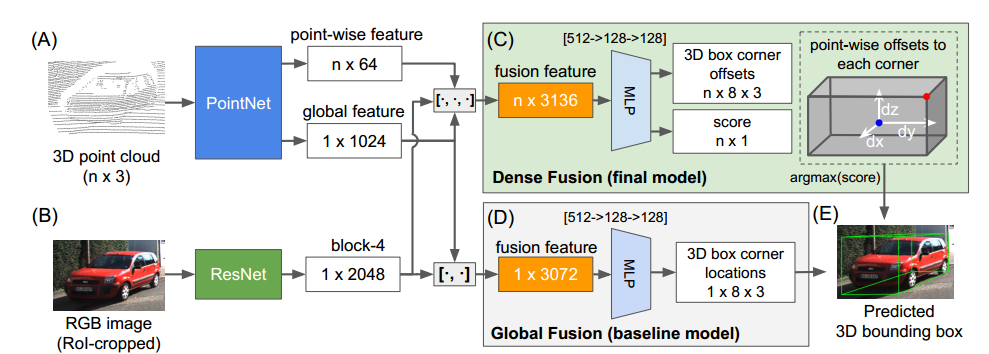 (A)
3D point cloud
(n x 3)
PointNet
point-wise feature
n x 64
global feature
1 x 1024
[·, ·, ·]
(B)
RGB image
(RoI-cropped)
ResNet
block-4
1 x 2048
[·, ·]
(C)
[512->128->128]
fusion feature
n x 3136
MLP
3D box corner
offsets
n x 8 x 3
score
n x 1
Dense Fusion (final model)
point-wise offsets to
each corner
dz
dy
dx
argmax(score)
(D)
[512->128->128]
fusion feature
1 x 3072
MLP
3D box corner
locations
1 x 8 x 3
Global Fusion (baseline model)
(E)
Predicted
3D bounding box